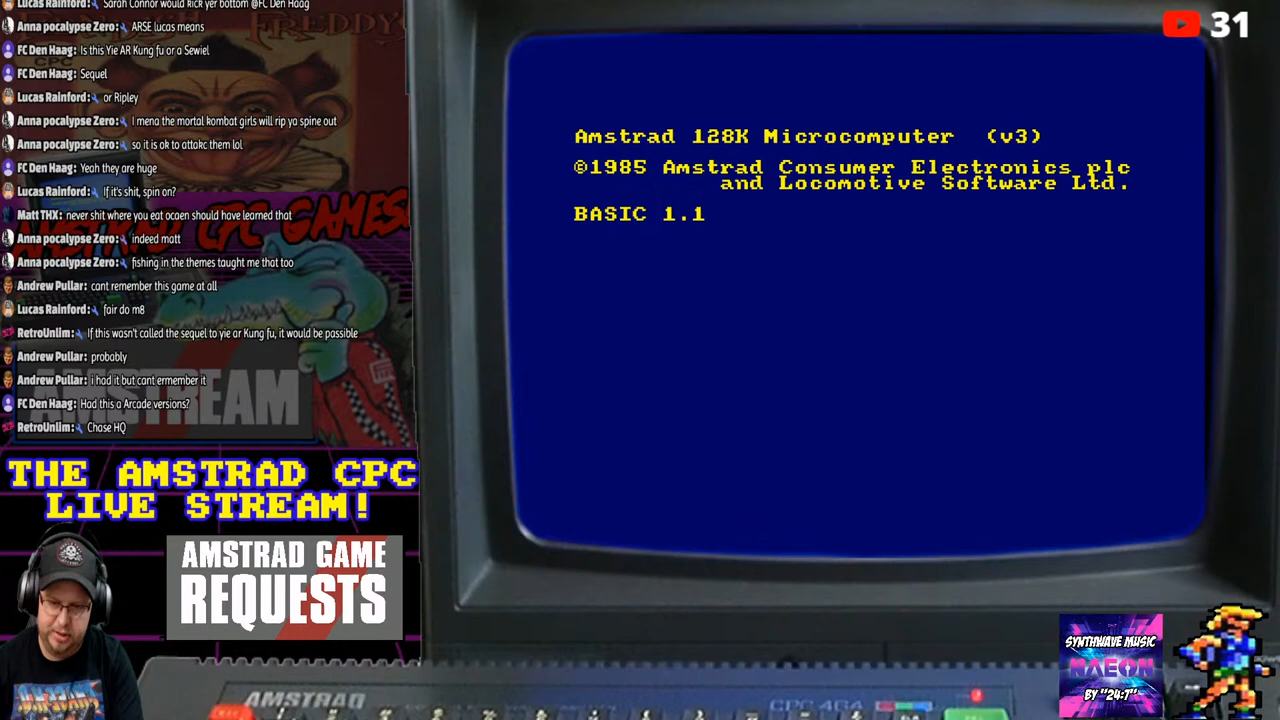 Lucas Rainford: Sarah Connor would kick yer bottom @FC Den Haag
Anna pocalypse Zero: ARSE lucas means
FC Den Haag: Is this Yie AR Kung fu or a Sewiel
FC Den Haag: Sequel
Lucas Rainford: or Ripley
Anna pocalypse Zero: I mena the mortal kombat girls will rip ya spine out
Anna pocalypse Zero: so it is ok to attakc them lol
FC Den Haag: Yeah they are huge
Lucas Rainford: If it's shit, spin on?
Matt THX: never shit where you eat ocaen should have learned that
Anna pocalypse Zero: indeed matt
Anna pocalypse Zero: fishing in the themes taught me that too
Andrew Pullar: cant remember this game at all
Lucas Rainford: fair do m8
RetroUnlim: If this wasn't called the sequel to yie ar Kung fu, it would be passible
Andrew Pullar: probably
Andrew Pullar: i had it but cant ermember it
FC Den Haag: Had this a Arcade versions?
RetroUnlim: Chase HQ
FREDDY
CPC
AMSTRAD CPC GAMES!
AMSTREAM
THE AMSTRAD CPC
LIVE STREAM!
AMSTRAD GAME
REQUESTS
31
Amstrad 128K Microcomputer (v3)
©1985 Amstrad Consumer Electronics plc
and Locomotive Software Ltd.
BASIC 1.1
AMSTRAD
CPC 464
SYNTHWAVE MUSIC
NAEON
BY "24:7"